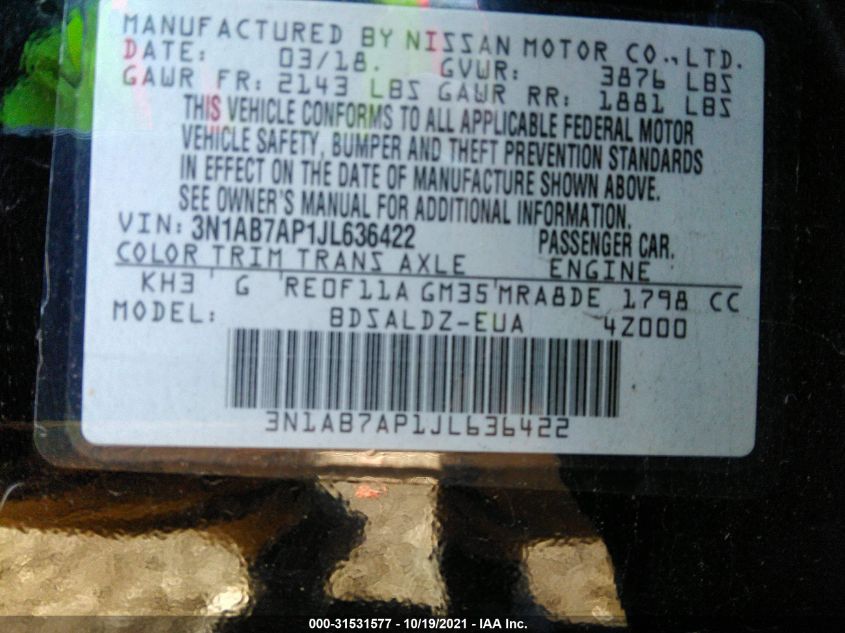 MANUFACTURED BY NISSAN MOTOR CO., LTD.
DATE: 03/18. GVWR: 3876 LBS
GAWR FR: 2143 LBS GAWR RR: 1881 LBS
THIS VEHICLE CONFORMS TO ALL APPLICABLE FEDERAL MOTOR
VEHICLE SAFETY, BUMPER AND THEFT PREVENTION STANDARDS
IN EFFECT ON THE DATE OF MANUFACTURE SHOWN ABOVE.
SEE OWNER'S MANUAL FOR ADDITIONAL INFORMATION.
VIN: 3N1AB7AP1JL636422 PASSENGER CAR.
COLOR TRIM TRANS AXLE ENGINE
KH3 G RE0F11A GM35 MRA8DE 1798 CC
MODEL: BDSALDZ-EUA 4Z000
3N1AB7AP1JL636422
000-31531577 - 10/19/2021 - IAA Inc.